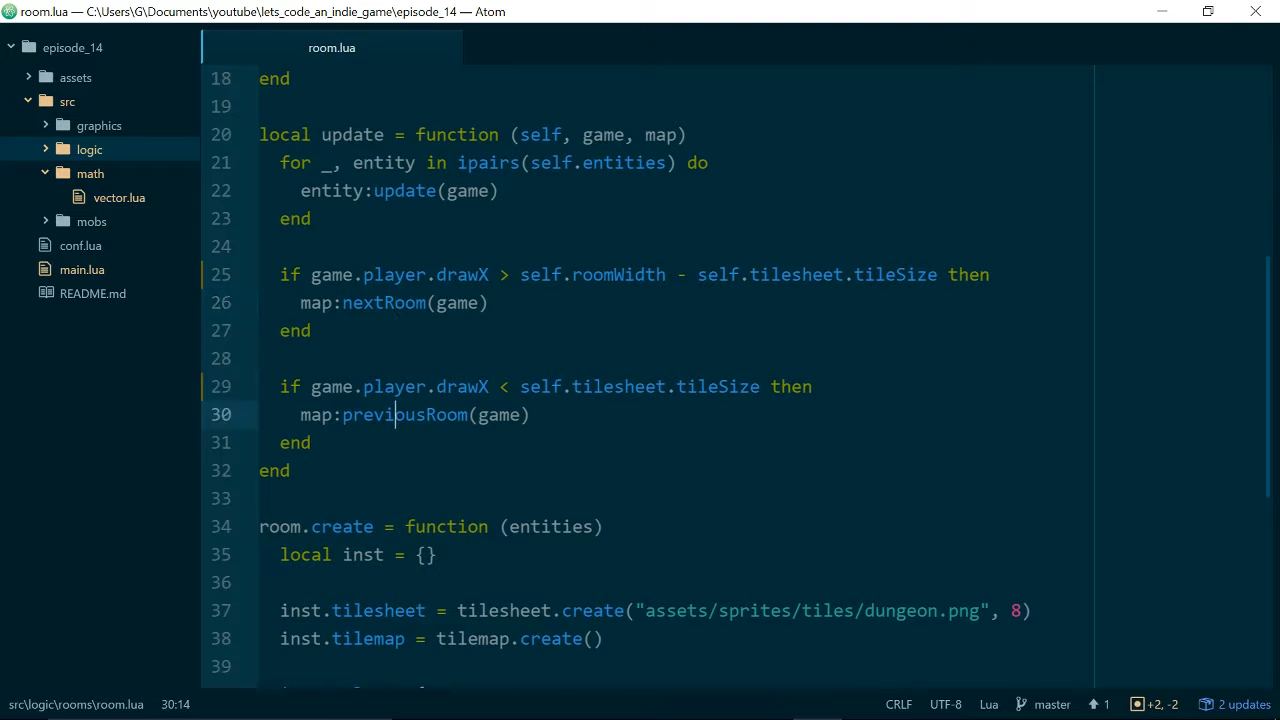 room.lua — C:\Users\G\Documents\youtube\lets_code_an_indie_game\episode_14 — Atom
episode_14
assets
src
graphics
logic
math
vector.lua
mobs
conf.lua
main.lua
README.md
room.lua
18 end
19
20 local update = function (self, game, map)
21 for _, entity in ipairs(self.entities) do
22 entity:update(game)
23 end
24
25 if game.player.drawX > self.roomWidth - self.tilesheet.tileSize then
26 map:nextRoom(game)
27 end
28
29 if game.player.drawX < self.tilesheet.tileSize then
30 map:previousRoom(game)
31 end
32 end
33
34 room.create = function (entities)
35 local inst = {}
36
37 inst.tilesheet = tilesheet.create("assets/sprites/tiles/dungeon.png", 8)
38 inst.tilemap = tilemap.create()
39
src\logic\rooms\room.lua 30:14 CRLF UTF-8 Lua master 1 +2, -2 2 updates